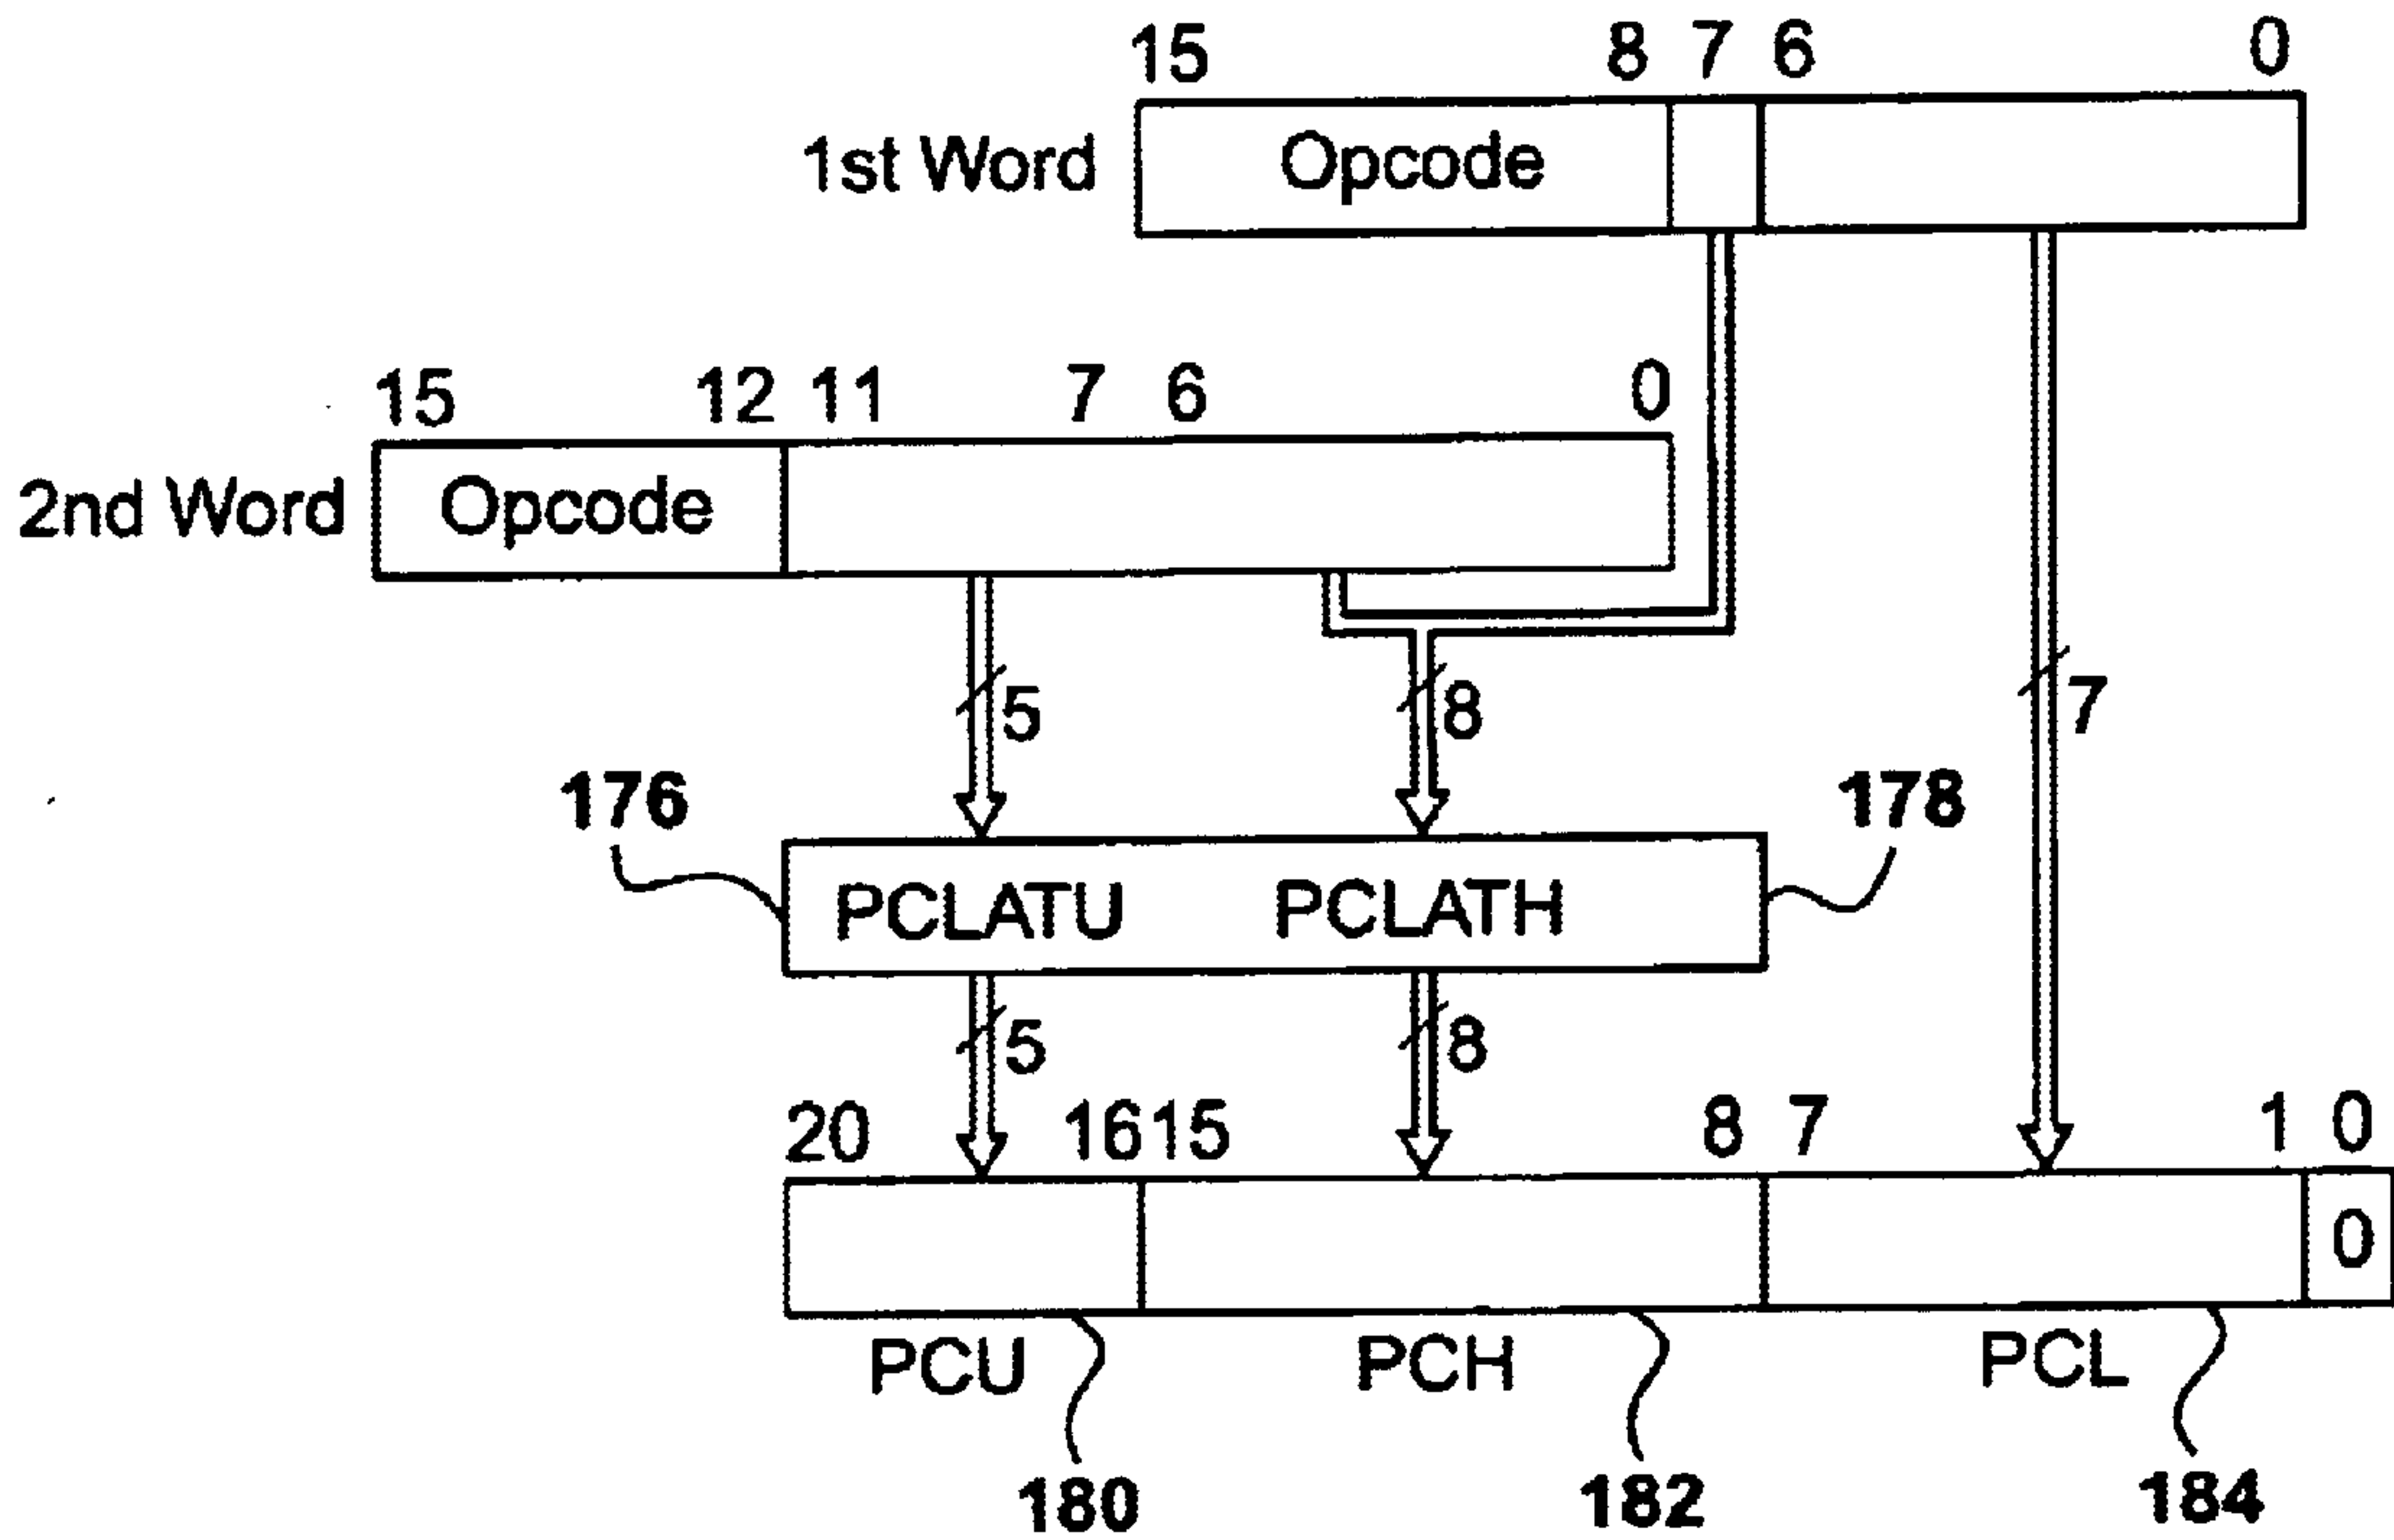 15 8 7 6 0
1st Word Opcode
15 12 11 7 6 0
2nd Word Opcode
5 8 7
176 178
PCLATU PCLATH
5 8
20 16 15 8 7 1 0
0
PCU PCH PCL
180 182 184